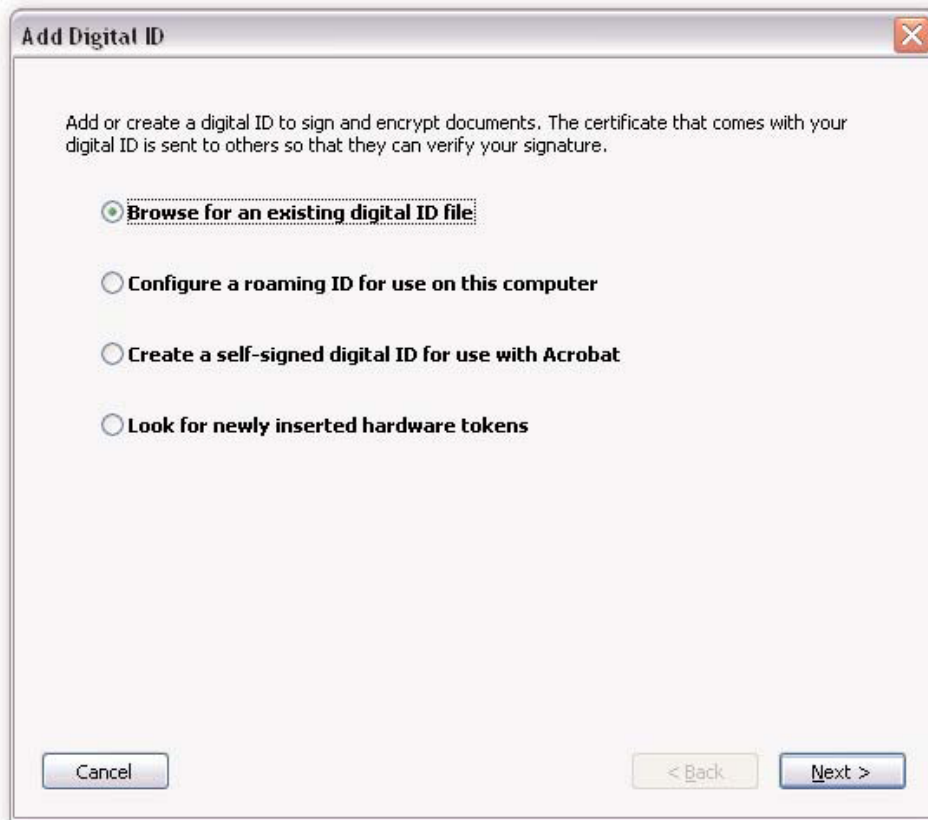 Add Digital ID
Add or create a digital ID to sign and encrypt documents. The certificate that comes with your
digital ID is sent to others so that they can verify your signature.
Browse for an existing digital ID file
Configure a roaming ID for use on this computer
Create a self-signed digital ID for use with Acrobat
Look for newly inserted hardware tokens
Cancel
< Back
Next >